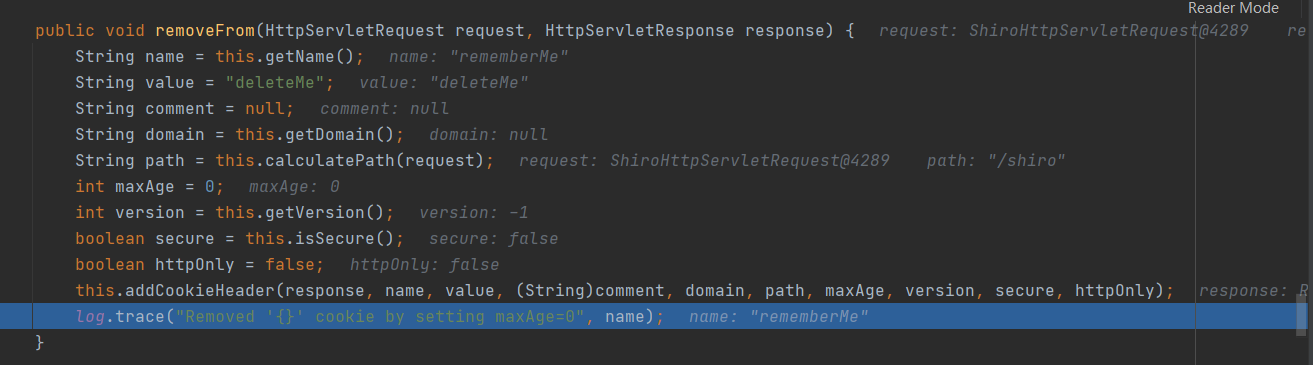 Reader Mode
public void removeFrom(HttpServletRequest request, HttpServletResponse response) { request: ShiroHttpServletRequest@4289 re
String name = this.getName(); name: "rememberMe"
String value = "deleteMe"; value: "deleteMe"
String comment = null; comment: null
String domain = this.getDomain(); domain: null
String path = this.calculatePath(request); request: ShiroHttpServletRequest@4289 path: "/shiro"
int maxAge = 0; maxAge: 0
int version = this.getVersion(); version: -1
boolean secure = this.isSecure(); secure: false
boolean httpOnly = false; httpOnly: false
this.addCookieHeader(response, name, value, (String)comment, domain, path, maxAge, version, secure, httpOnly); response: R
log.trace("Removed '{}' cookie by setting maxAge=0", name); name: "rememberMe"
}